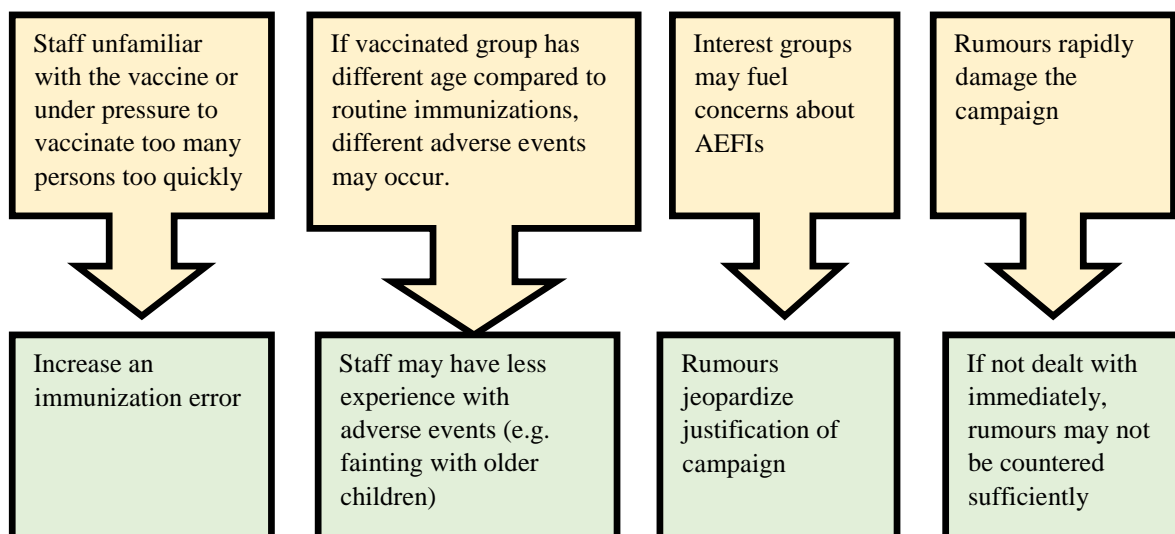 Staff unfamiliar
with the vaccine or
under pressure to
vaccinate too many
persons too quickly
If vaccinated group has
different age compared to
routine immunizations,
different adverse events
may occur.
Interest groups
may fuel
concerns about
AEFIs
Rumours rapidly
damage the
campaign
Increase an
immunization error
Staff may have less
experience with
adverse events (e.g.
fainting with older
children)
Rumours
jeopardize
justification of
campaign
If not dealt with
immediately,
rumours may not
be countered
sufficiently